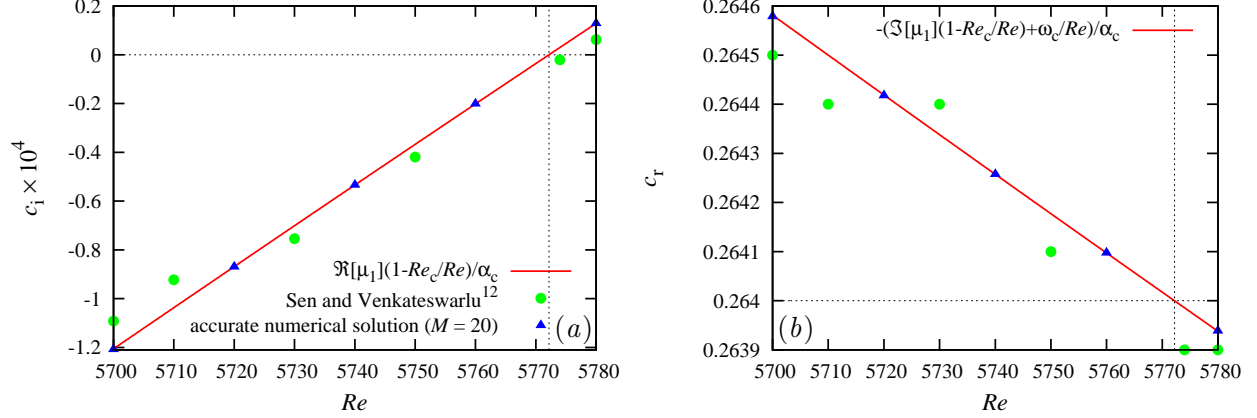 0.2
0
-0.2
-0.4
-0.6
-0.8
-1
-1.2
5700 5710 5720 5730 5740 5750 5760 5770 5780
c_i × 10^4
Re
ℜ[μ_1](1-Re_c/Re)/α_c
Sen and Venkateswarlu^12
accurate numerical solution (M = 20)
(a)
0.2646
0.2645
0.2644
0.2643
0.2642
0.2641
0.264
0.2639
5700 5710 5720 5730 5740 5750 5760 5770 5780
c_r
Re
-(ℑ[μ_1](1-Re_c/Re)+ω_c/Re)/α_c
(b)